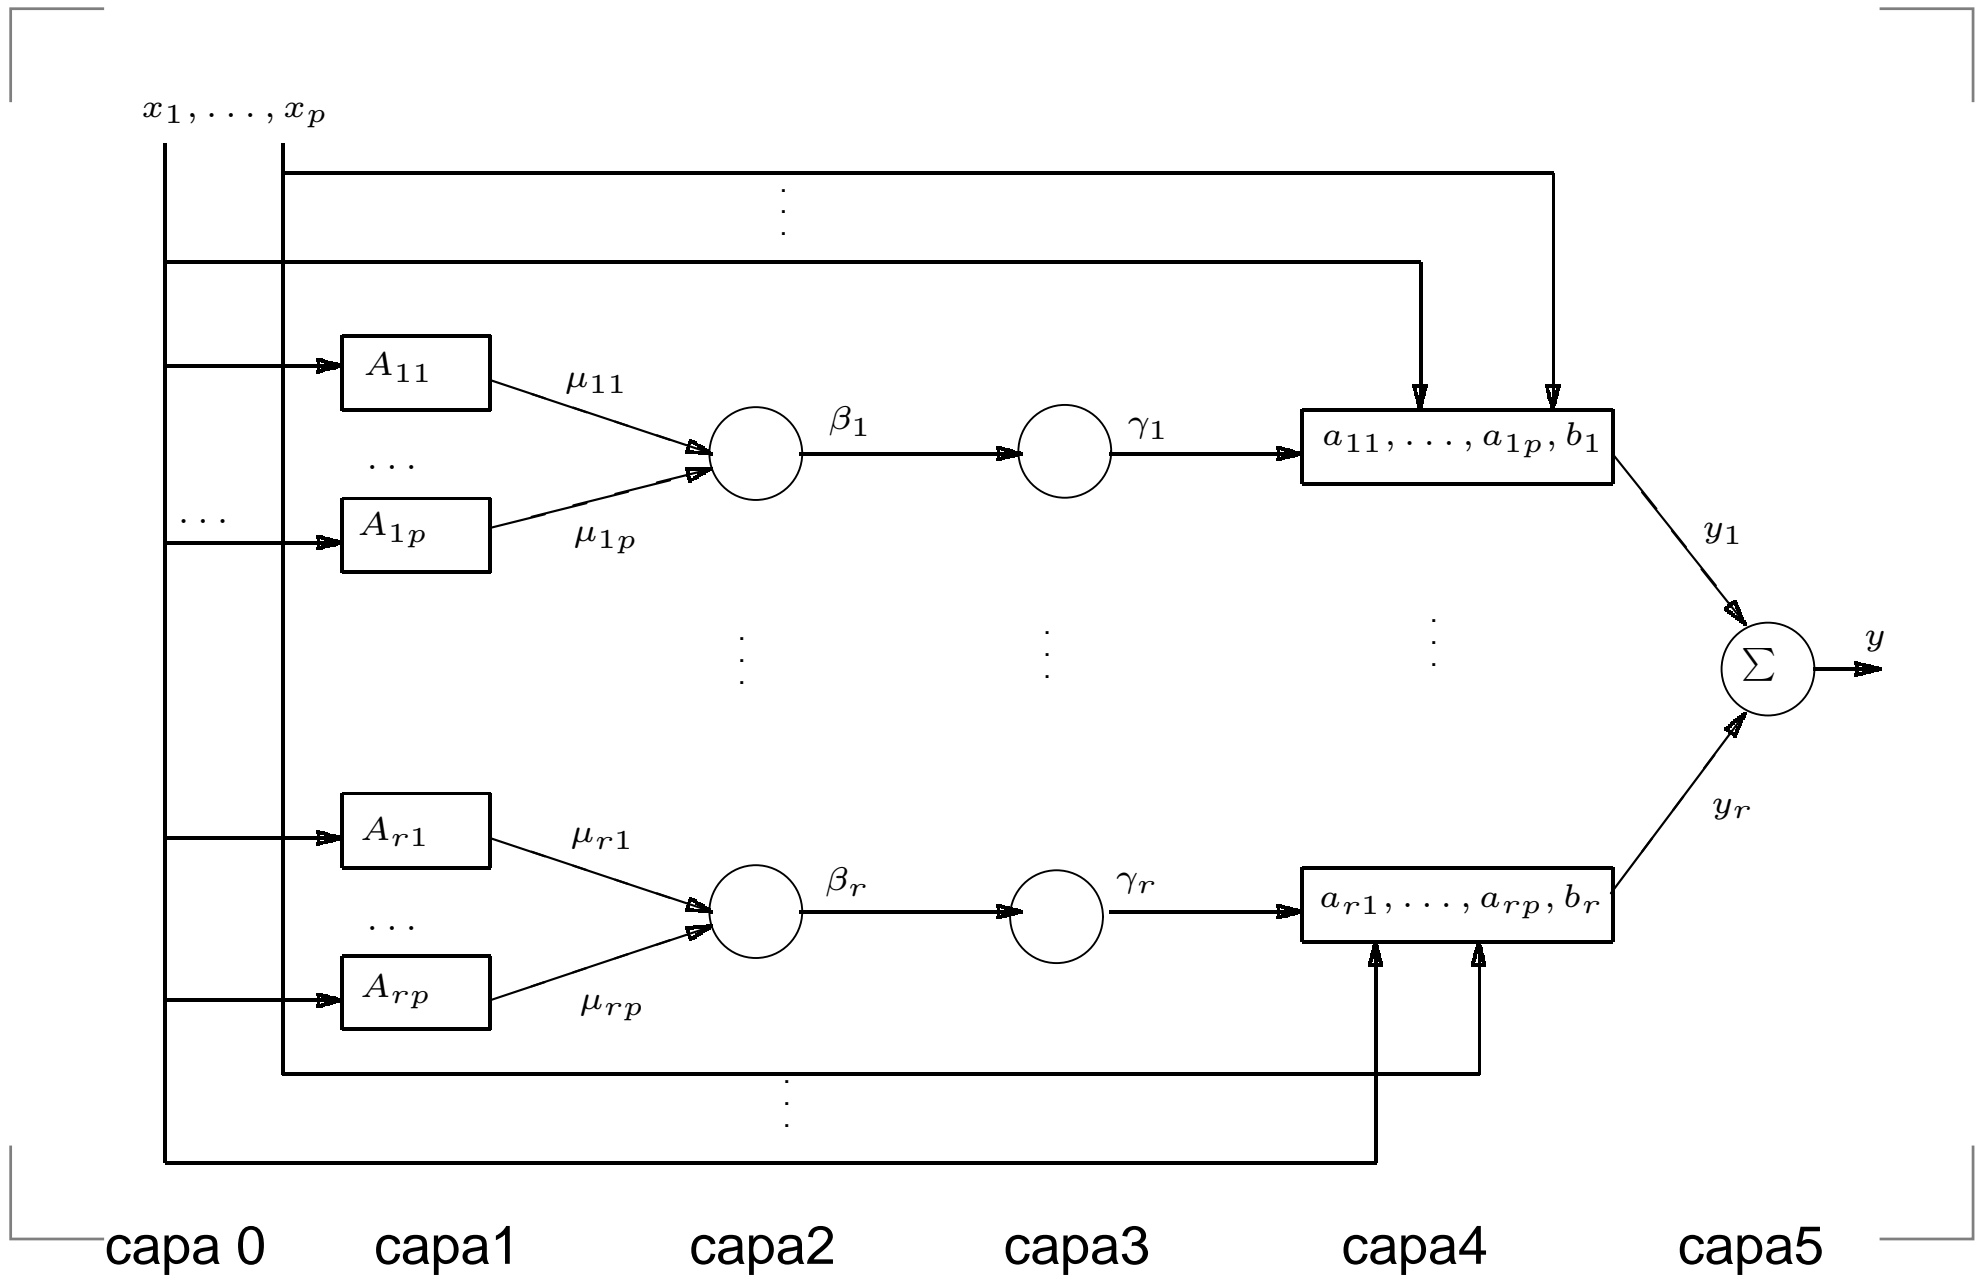 x₁, . . . , xₚ
A₁₁
μ₁₁
β₁
γ₁
a₁₁, . . . , a₁ₚ, b₁
. . .
. . .
A₁ₚ
μ₁ₚ
y₁
y
Σ
Aᵣ₁
μᵣ₁
yᵣ
βᵣ
γᵣ
aᵣ₁, . . . , aᵣₚ, bᵣ
. . .
Aᵣₚ
μᵣₚ
capa 0 capa1 capa2 capa3 capa4 capa5